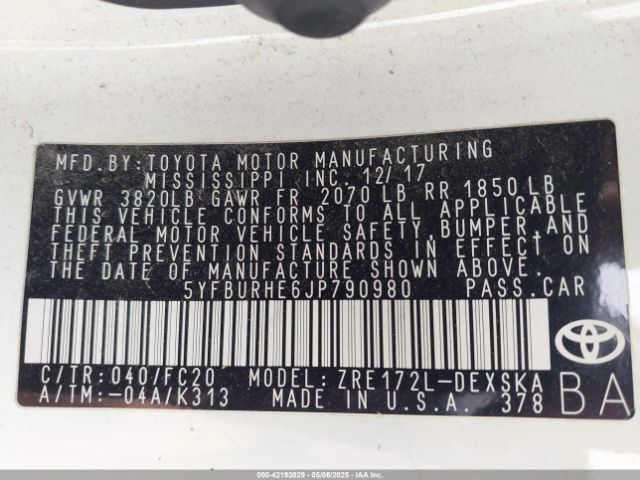 MFD.BY:TOYOTA MOTOR MANUFACTURING
MISSISSIPPI INC. 12/17
GVWR 3820LB GAWR FR 2070 LB RR 1850 LB
THIS VEHICLE CONFORMS TO ALL APPLICABLE
FEDERAL MOTOR VEHICLE SAFETY,BUMPER,AND
THEFT PREVENTION STANDARDS IN EFFECT ON
THE DATE OF MANUFACTURE SHOWN ABOVE.
5YFBURHE6JP790980 PASS.CAR
C/TR:040/FC20 MODEL:ZRE172L-DEXSKA
A/TM:-04A/K313 MADE IN U.S.A. 378
BA
000-42193829 - 05/06/2025 - IAAI.COM